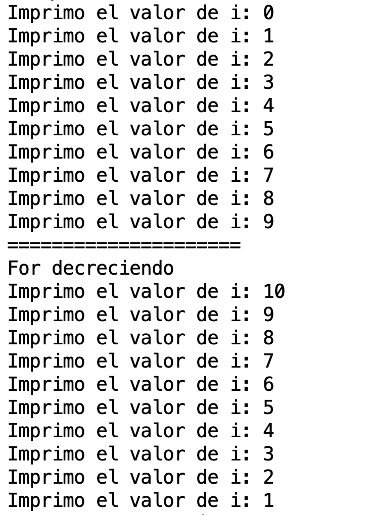 Imprimo el valor de i: 0
Imprimo el valor de i: 1
Imprimo el valor de i: 2
Imprimo el valor de i: 3
Imprimo el valor de i: 4
Imprimo el valor de i: 5
Imprimo el valor de i: 6
Imprimo el valor de i: 7
Imprimo el valor de i: 8
Imprimo el valor de i: 9
=====================
For decreciendo
Imprimo el valor de i: 10
Imprimo el valor de i: 9
Imprimo el valor de i: 8
Imprimo el valor de i: 7
Imprimo el valor de i: 6
Imprimo el valor de i: 5
Imprimo el valor de i: 4
Imprimo el valor de i: 3
Imprimo el valor de i: 2
Imprimo el valor de i: 1